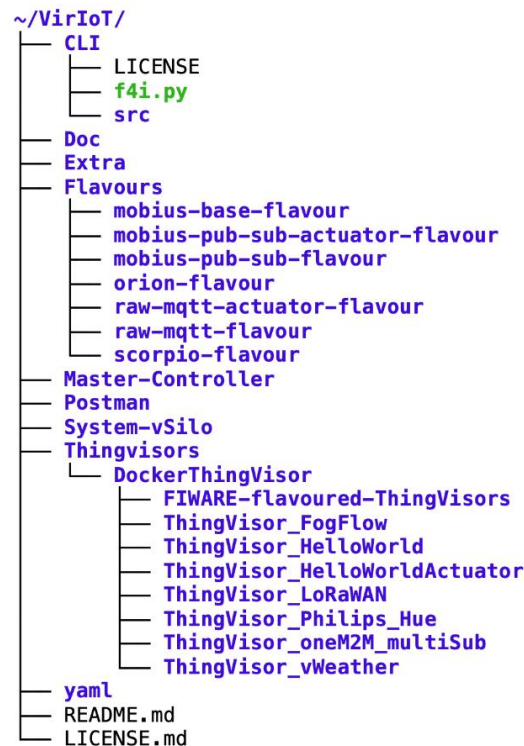 ~/VirIoT/
├── CLI
│   ├── LICENSE
│   ├── f4i.py
│   └── src
├── Doc
├── Extra
├── Flavours
│   ├── mobius-base-flavour
│   ├── mobius-pub-sub-actuator-flavour
│   ├── mobius-pub-sub-flavour
│   ├── orion-flavour
│   ├── raw-mqtt-actuator-flavour
│   ├── raw-mqtt-flavour
│   └── scorpio-flavour
├── Master-Controller
├── Postman
├── System-vSilo
├── Thingvisors
│   └── DockerThingVisor
│       ├── FIWARE-flavoured-ThingVisors
│       ├── ThingVisor_FogFlow
│       ├── ThingVisor_HelloWorld
│       ├── ThingVisor_HelloWorldActuator
│       ├── ThingVisor_LoRaWAN
│       ├── ThingVisor_Philips_Hue
│       ├── ThingVisor_oneM2M_multiSub
│       └── ThingVisor_vWeather
├── yaml
├── README.md
└── LICENSE.md